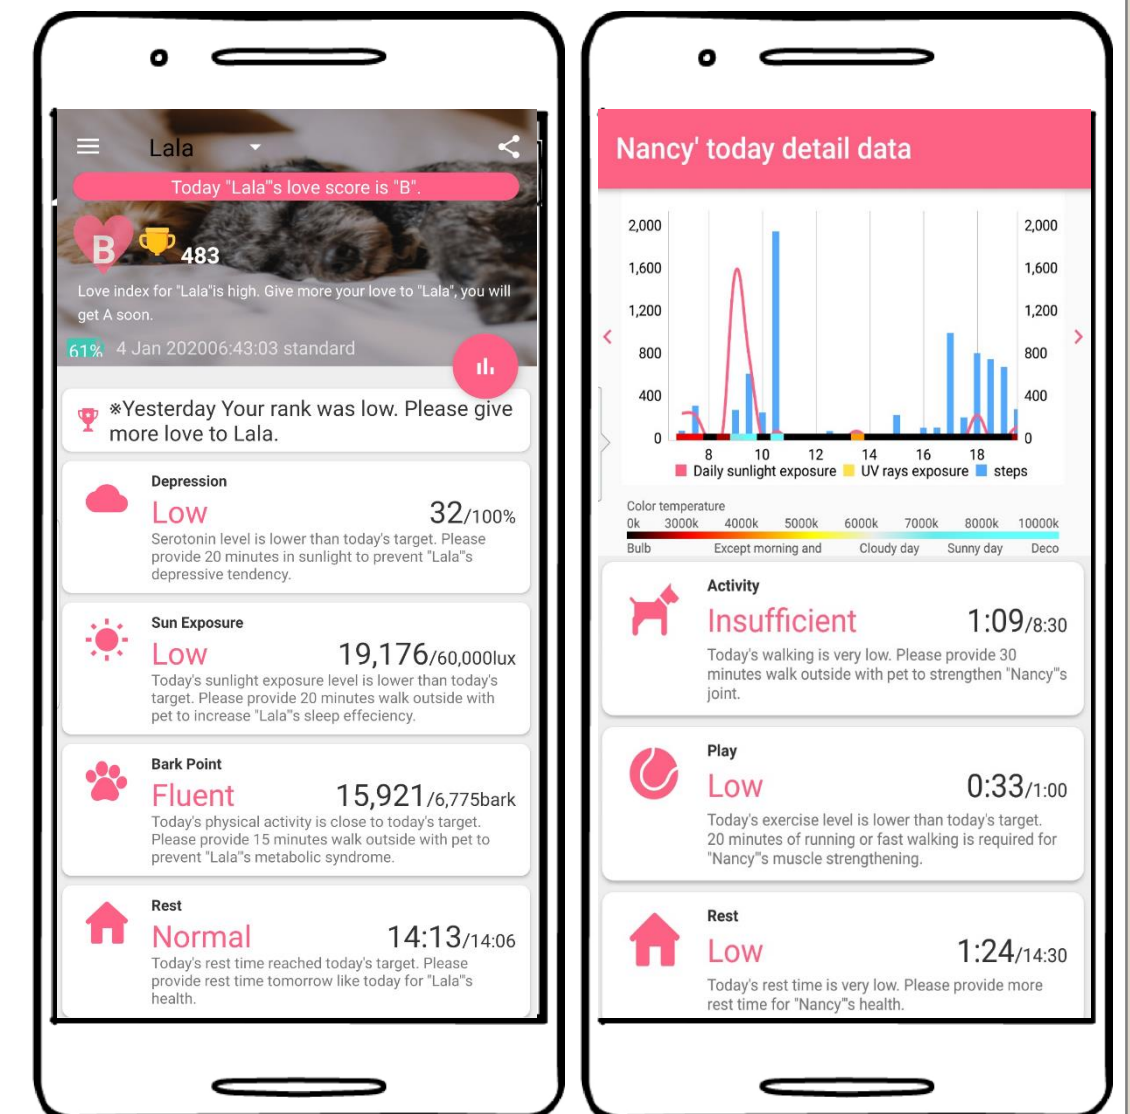 Lala
Today "Lala"'s love score is "B".
B
483
Love index for "Lala"is high. Give more your love to "Lala", you will
get A soon.
61% 4 Jan 202006:43:03 standard
※Yesterday Your rank was low. Please give
more love to Lala.
Depression
Low 32/100%
Serotonin level is lower than today's target. Please
provide 20 minutes in sunlight to prevent "Lala"'s
depressive tendency.
Sun Exposure
Low 19,176/60,000lux
Today's sunlight exposure level is lower than today's
target. Please provide 20 minutes walk outside with
pet to increase "Lala"'s sleep effeciency.
Bark Point
Fluent 15,921/6,775bark
Today's physical activity is close to today's target.
Please provide 15 minutes walk outside with pet to
prevent "Lala"'s metabolic syndrome.
Rest
Normal 14:13/14:06
Today's rest time reached today's target. Please
provide rest time tomorrow like today for "Lala"'s
health.
Nancy' today detail data
2,000 2,000
1,600 1,600
1,200 1,200
800 800
400 400
0 0
8 10 12 14 16 18
Daily sunlight exposure UV rays exposure steps
Color temperature
0k 3000k 4000k 5000k 6000k 7000k 8000k 10000k
Bulb Except morning and Cloudy day Sunny day Deco
Activity
Insufficient 1:09/8:30
Today's walking is very low. Please provide 30
minutes walk outside with pet to strengthen "Nancy"'s
joint.
Play
Low 0:33/1:00
Today's exercise level is lower than today's target.
20 minutes of running or fast walking is required for
"Nancy"'s muscle strengthening.
Rest
Low 1:24/14:30
Today's rest time is very low. Please provide more
rest time for "Nancy"'s health.